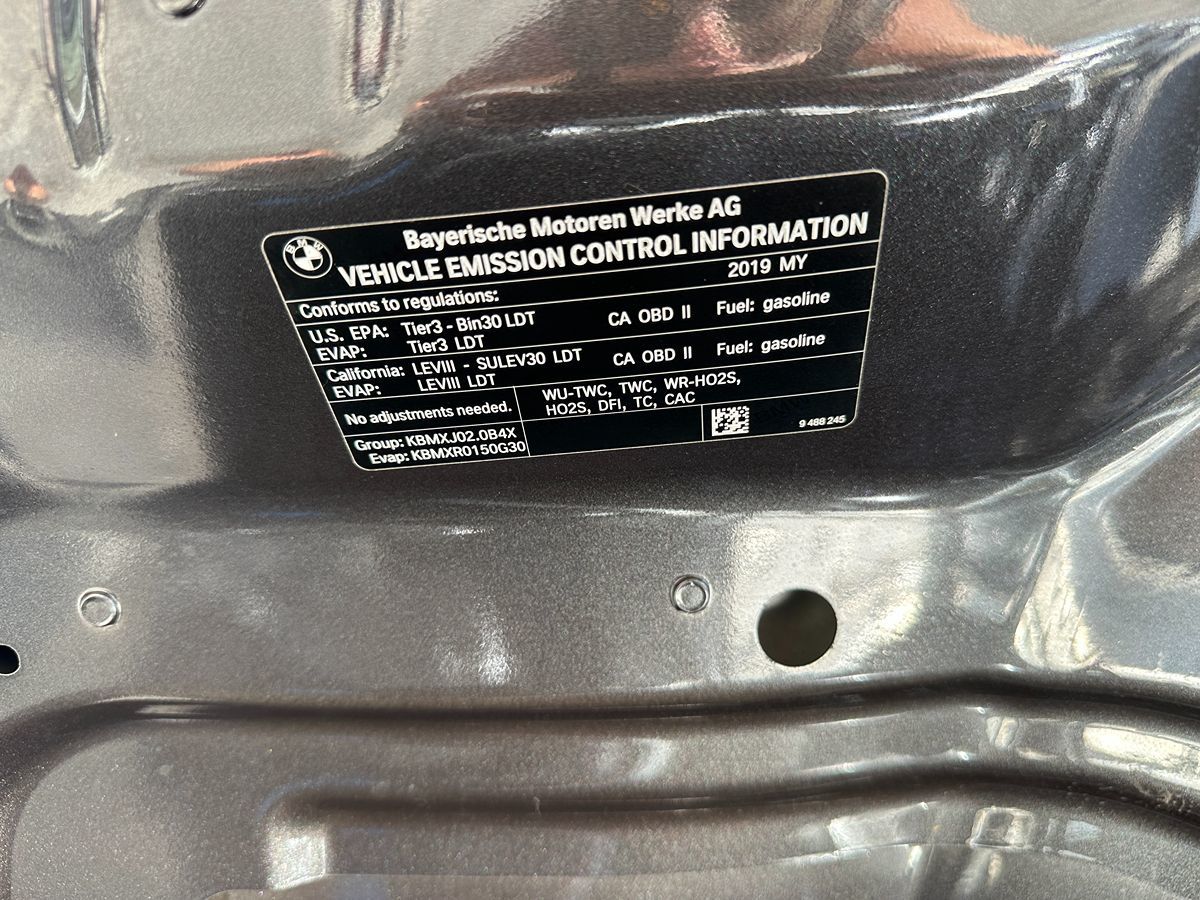 BMW
Bayerische Motoren Werke AG
VEHICLE EMISSION CONTROL INFORMATION
Conforms to regulations: 2019 MY
U.S. EPA: Tier3 - Bin30 LDT CA OBD II Fuel: gasoline
EVAP: Tier3 LDT
California: LEVIII - SULEV30 LDT CA OBD II Fuel: gasoline
EVAP: LEVIII LDT
No adjustments needed. WU-TWC, TWC, WR-HO2S,
HO2S, DFI, TC, CAC
Group: KBMXJ02.0B4X
Evap: KBMXR0150G30
9 488 245